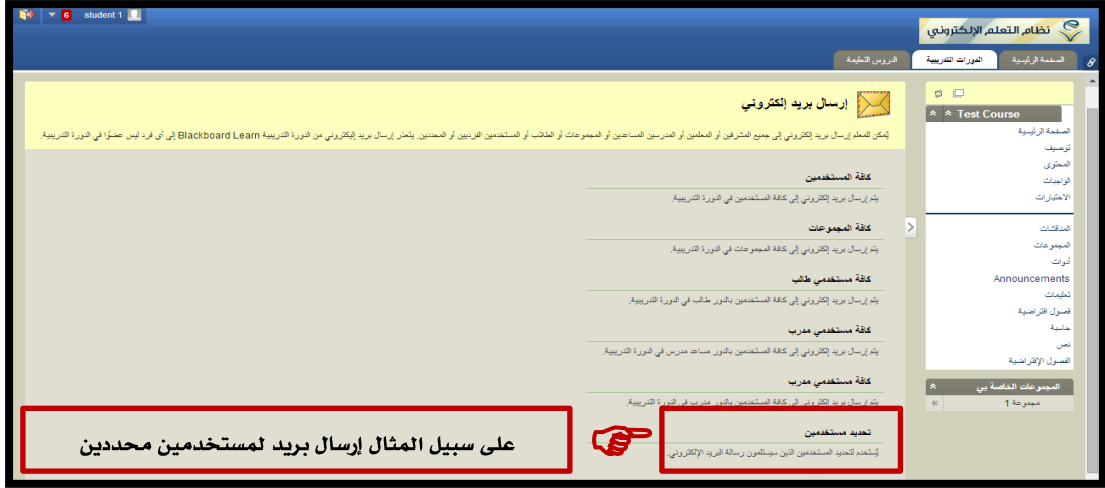 student 1
6
نظام التعلم الإلكتروني
الصفحة الرئيسية
الدورات التدريبية
الدروس التعليمة
إرسال بريد إلكتروني
يُمكن للمعلم إرسال بريد إلكتروني إلى جميع المشرفين أو المعلمين أو المدرسين المساعدين أو المجموعات أو الطلاب أو المستخدمين الفرديين أو المحددين. يتعذر إرسال بريد إليكتروني من الدورة التدريبية Blackboard Learn إلى أي فرد ليس عضوًا في الدورة التدريبية.
كافة المستخدمين
يتم إرسال بريد إلكتروني إلى كافة المستخدمين في الدورة التدريبية.
كافة المجموعات
يتم إرسال بريد إلكتروني إلى كافة المجموعات في الدورة التدريبية.
كافة مستخدمي طالب
يتم إرسال بريد إلكتروني إلى كافة المستخدمين بالدور طالب في الدورة التدريبية.
كافة مستخدمي مدرب
يتم إرسال بريد إلكتروني إلى كافة المستخدمين بالدور مساعد مدرس في الدورة التدريبية.
كافة مستخدمي مدرب
يتم إرسال بريد إلكتروني إلى كافة المستخدمين بالدور مدرب في الدورة التدريبية.
تحديد مستخدمين
يُستخدم لتحديد المستخدمين الذين سيستلمون رسالة البريد الإلكتروني.
على سبيل المثال إرسال بريد لمستخدمين محددين
Test Course
الصفحة الرئيسية
توصيف
المحتوى
الواجبات
الاختبارات
المناقشات
المجموعات
أدوات
Announcements
تعليمات
فصول افتراضية
حاسبة
نص
الفصول الإفتراضية
المجموعات الخاصة بي
مجموعة 1